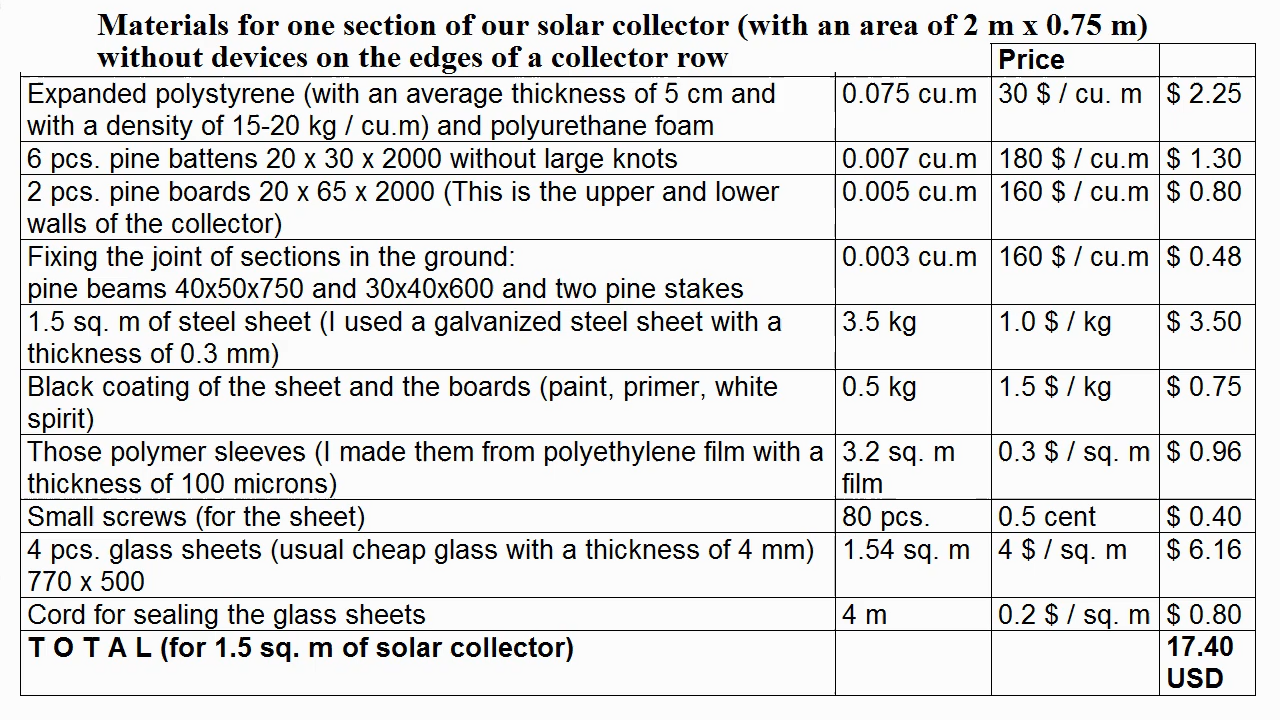 Materials for one section of our solar collector (with an area of 2 m x 0.75 m)
without devices on the edges of a collector row
Price
Expanded polystyrene (with an average thickness of 5 cm and 0.075 cu.m 30 $ / cu. m $ 2.25
with a density of 15-20 kg / cu.m) and polyurethane foam
6 pcs. pine battens 20 x 30 x 2000 without large knots 0.007 cu.m 180 $ / cu.m $ 1.30
2 pcs. pine boards 20 x 65 x 2000 (This is the upper and lower 0.005 cu.m 160 $ / cu.m $ 0.80
walls of the collector)
Fixing the joint of sections in the ground: 0.003 cu.m 160 $ / cu.m $ 0.48
pine beams 40x50x750 and 30x40x600 and two pine stakes
1.5 sq. m of steel sheet (I used a galvanized steel sheet with a 3.5 kg 1.0 $ / kg $ 3.50
thickness of 0.3 mm)
Black coating of the sheet and the boards (paint, primer, white 0.5 kg 1.5 $ / kg $ 0.75
spirit)
Those polymer sleeves (I made them from polyethylene film with a 3.2 sq. m 0.3 $ / sq. m $ 0.96
thickness of 100 microns) film
Small screws (for the sheet) 80 pcs. 0.5 cent $ 0.40
4 pcs. glass sheets (usual cheap glass with a thickness of 4 mm) 1.54 sq. m 4 $ / sq. m $ 6.16
770 x 500
Cord for sealing the glass sheets 4 m 0.2 $ / sq. m $ 0.80
T O T A L (for 1.5 sq. m of solar collector) 17.40
USD